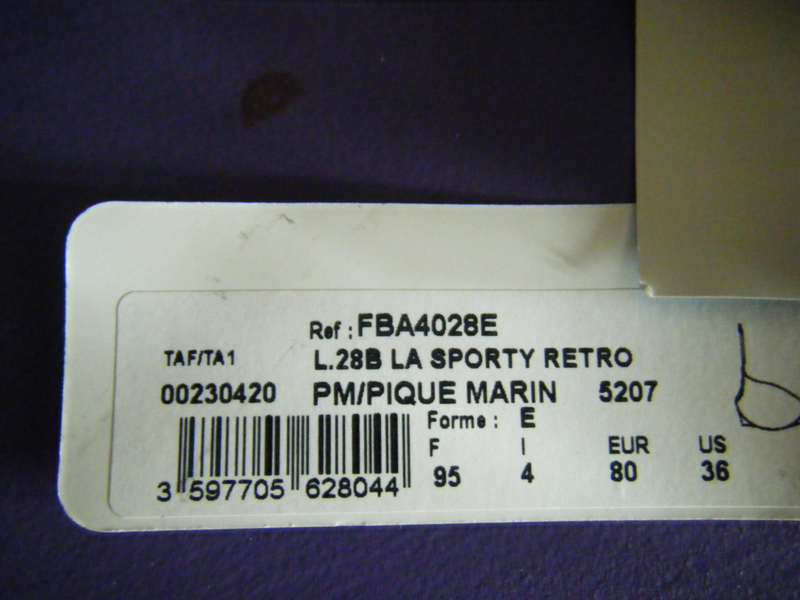 Ref : FBA4028E
TAF/TA1 L.28B LA SPORTY RETRO
00230420 PM/PIQUE MARIN 5207
Forme : E
F I EUR US
95 4 80 36
3 597705 628044